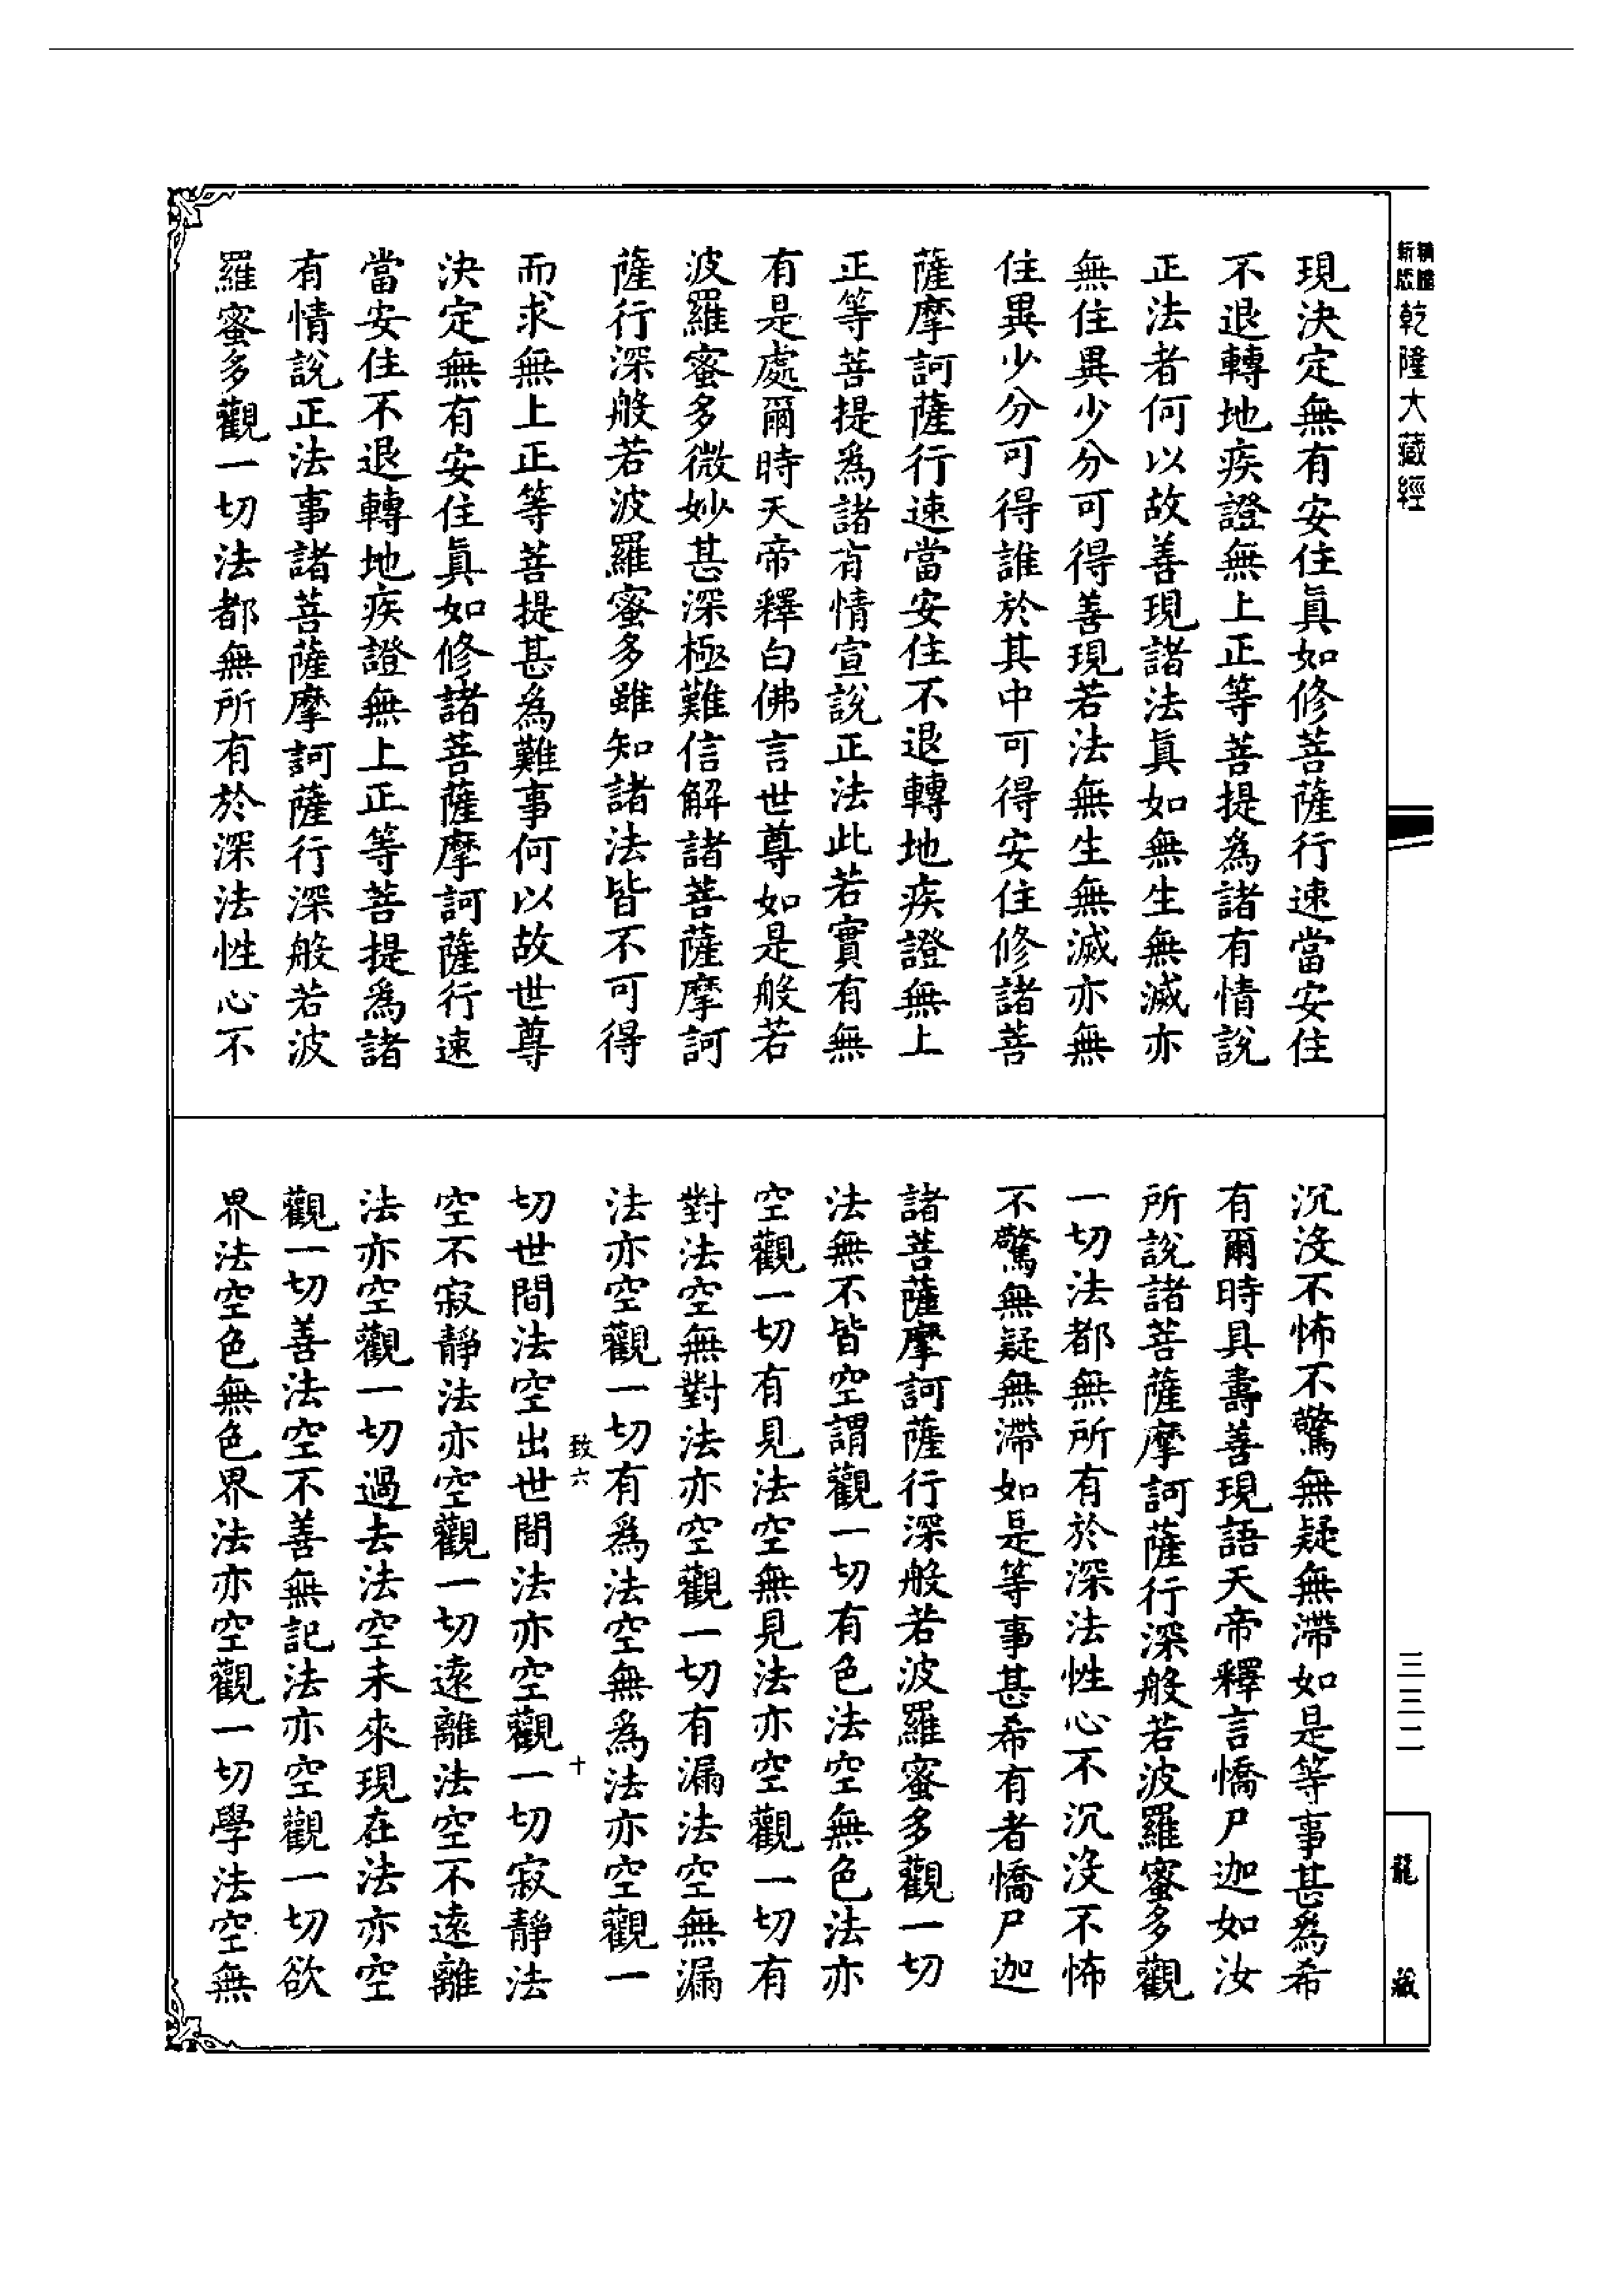 新版
乾隆大藏經
現決定無有安住眞如修菩薩行速當安住
不退轉地疾證無上正等菩提為諸有情說
正法者何以故善現諸法眞如無生無滅亦
無住異少分可得善現若法無生無滅亦無
住異少分可得誰於其中可得安住修諸菩
薩摩訶薩行速當安住不退轉地疾證無上
正等菩提爲諸有情宣說正法此若實有無
有是處爾時天帝釋白佛言世尊如是般若
波羅蜜多微妙甚深極難信解諸菩薩摩訶
薩行深般若波羅蜜多雖知諸法皆不可得
而求無上正等菩提甚為難事何以故世尊
決定無有安住眞如修諸菩薩摩訶薩行速
當安住不退轉地疾證無上正等菩提爲諸
有情說正法事諸菩薩摩訶薩行深般若波
羅蜜多觀一切法都無所有於深法性心不
沉沒不怖不驚無疑無滯如是等事甚爲希
有爾時具壽善現語天帝釋言憍尸迦如汝
所說諸菩薩摩訶薩行深般若波羅蜜多觀
一切法都無所有於深法性心不沉沒不怖
不驚無疑無滯如是等事甚希有者憍尸迦
諸菩薩摩訶薩行深般若波羅蜜多觀一切
法無不皆空謂觀一切有色法空無色法亦
空觀一切有見法空無見法亦空觀一切有
對法空無對法亦空觀一切有漏法空無漏
法亦空觀一切有爲法空無為法亦空觀一
致六
十
切世間法空出世間法亦空觀一切寂靜法
空不寂靜法亦空觀一切遠離法空不遠離
法亦空觀一切過去法空未來現在法亦空
觀一切善法空不善無記法亦空觀一切欲
界法空色無色界法亦空觀一切學法空無
三三二
龍藏